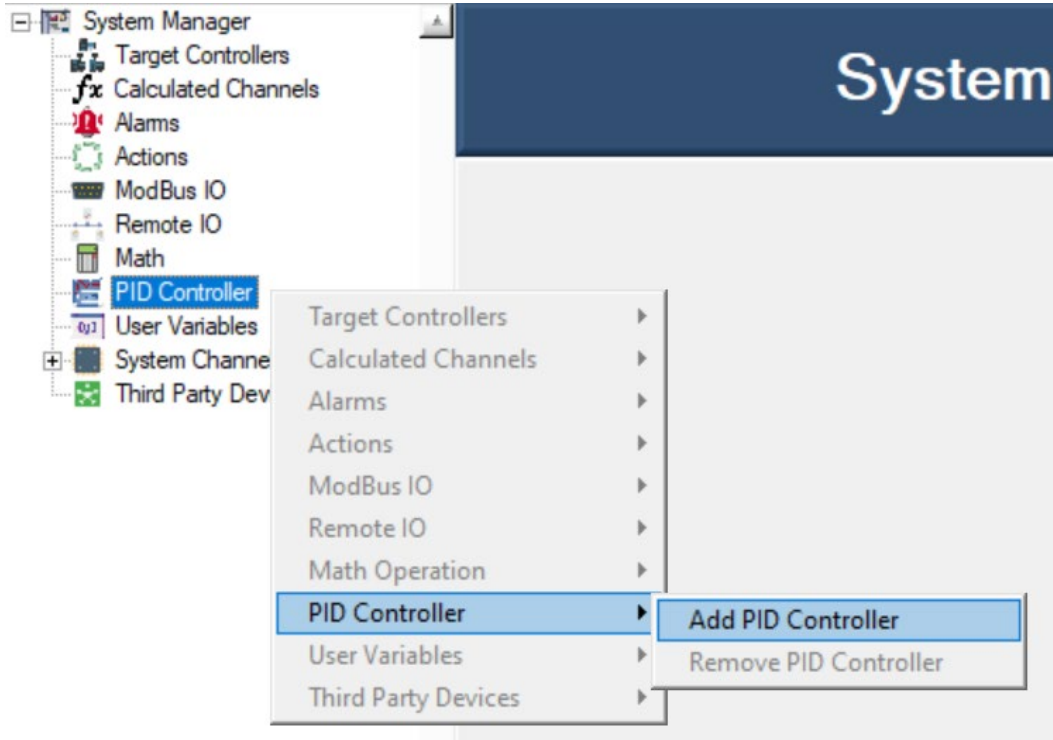 System Manager
Target Controllers
fx Calculated Channels
Alarms
Actions
ModBus IO
Remote IO
Math
PID Controller
User Variables
System Channe
Third Party Dev
System
Target Controllers
Calculated Channels
Alarms
Actions
ModBus IO
Remote IO
Math Operation
PID Controller
User Variables
Third Party Devices
Add PID Controller
Remove PID Controller